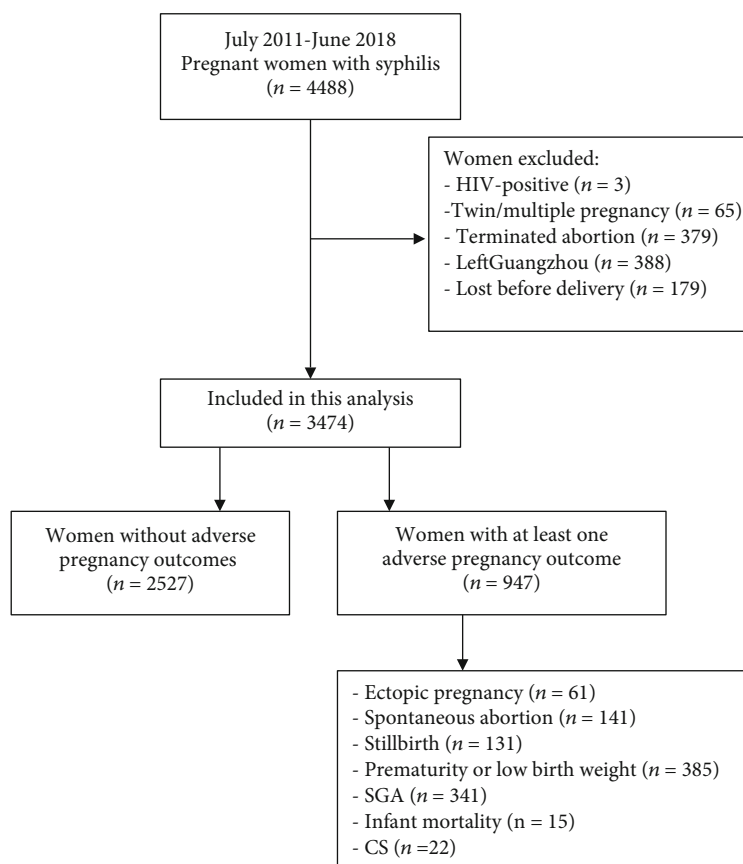 July 2011-June 2018
Pregnant women with syphilis
(n = 4488)
Women excluded:
- HIV-positive (n = 3)
-Twin/multiple pregnancy (n = 65)
- Terminated abortion (n = 379)
- LeftGuangzhou (n = 388)
- Lost before delivery (n = 179)
Included in this analysis
(n = 3474)
Women without adverse
pregnancy outcomes
(n = 2527)
Women with at least one
adverse pregnancy outcome
(n = 947)
- Ectopic pregnancy (n = 61)
- Spontaneous abortion (n = 141)
- Stillbirth (n = 131)
- Prematurity or low birth weight (n = 385)
- SGA (n = 341)
- Infant mortality (n = 15)
- CS (n =22)